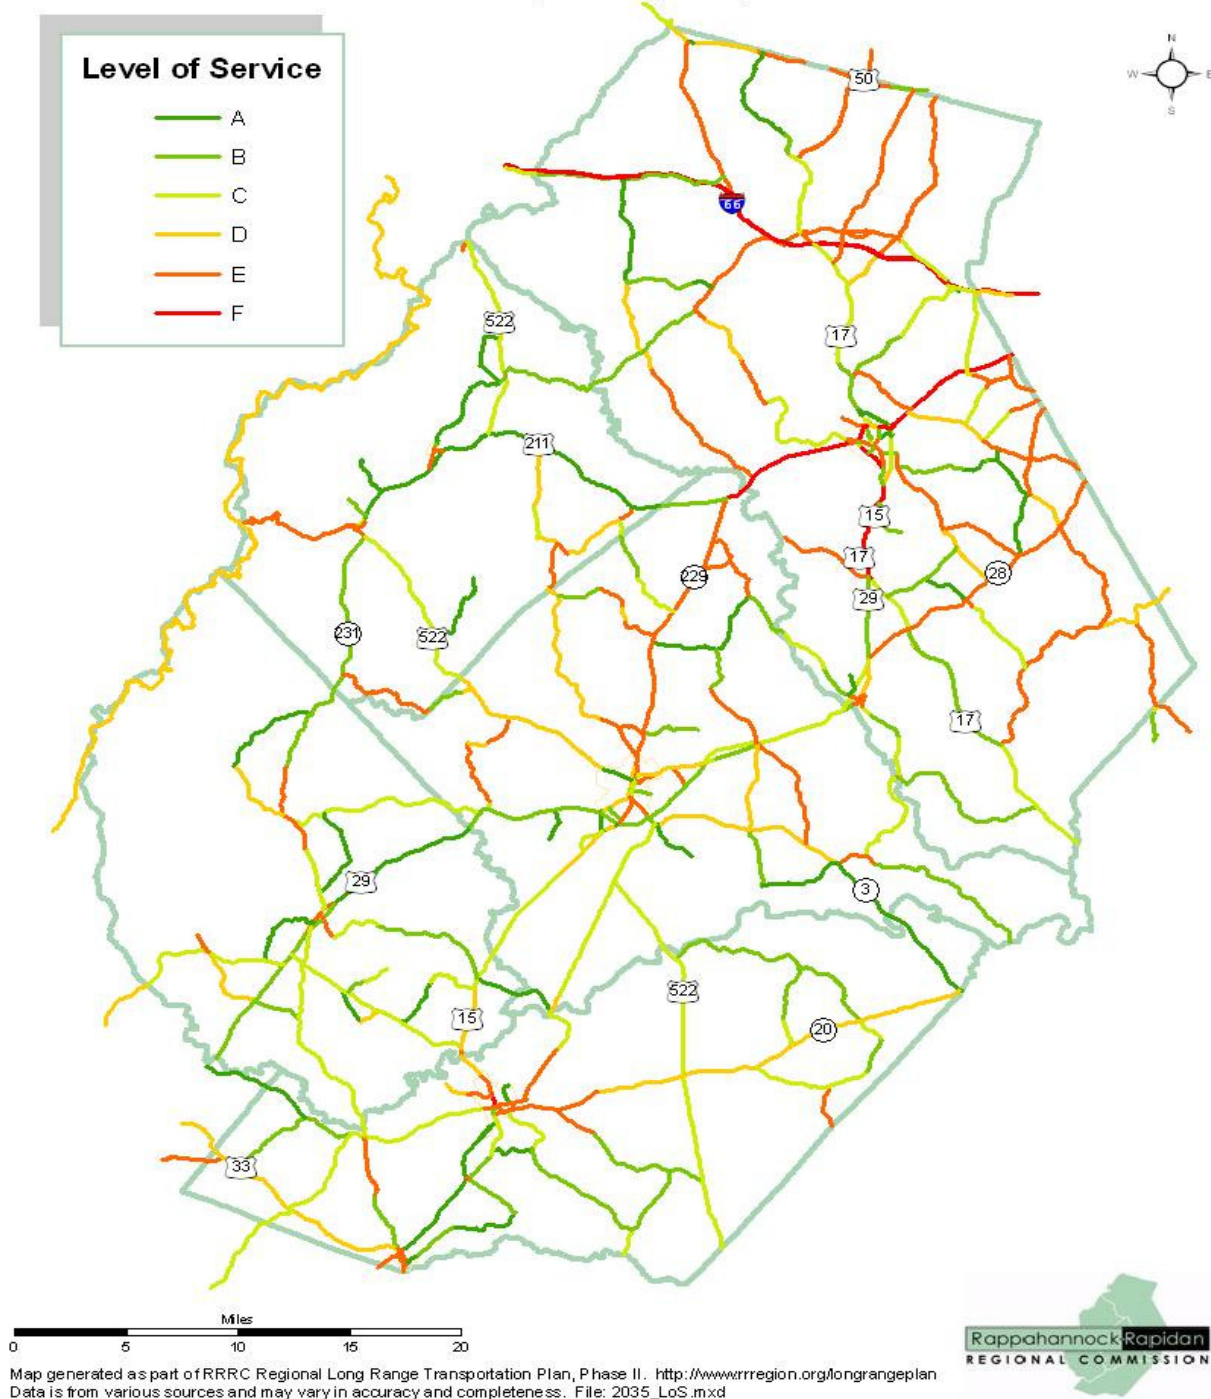 Level of Service
A
B
C
D
E
F
N
W E
S
50
66
522
17
211
15
17
229
28
29
231
522
17
29
3
522
15
20
33
Miles
0 5 10 15 20
Rappahannock-Rapidan
REGIONAL COMMISSION
Map generated as part of RRRC Regional Long Range Transportation Plan, Phase II. http://www.rrregion.org/longrangeplan
Data is from various sources and may vary in accuracy and completeness. File: 2035_LoS.mxd